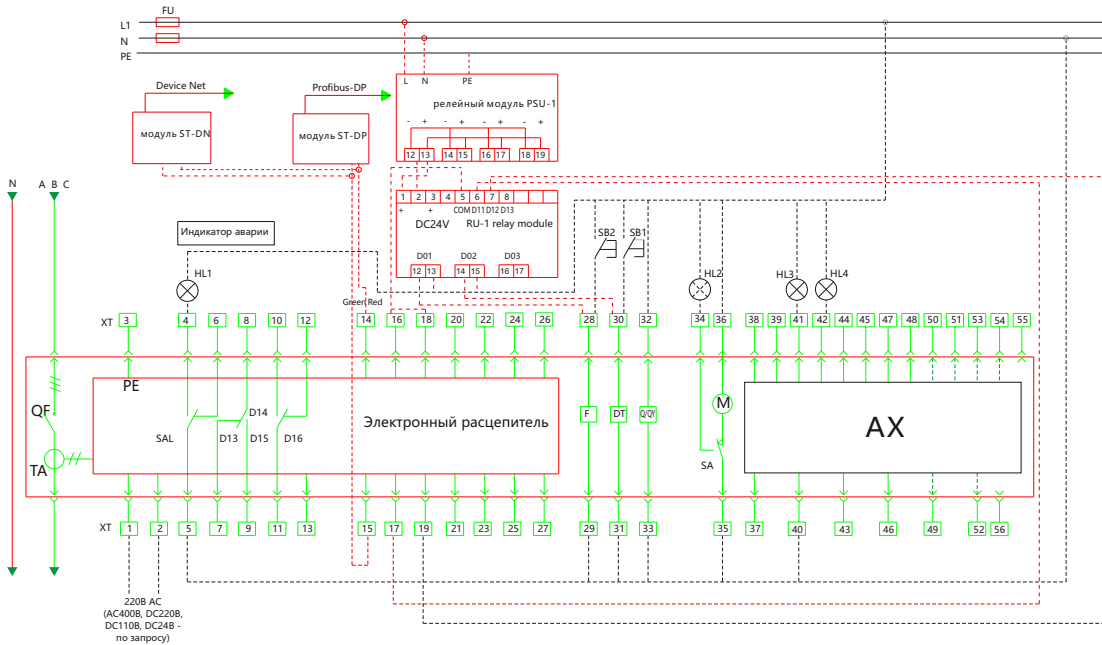 FU
L1
N
PE
L N PE
Device Net
Profibus-DP
релейный модуль PSU-1
- + - + - + - +
модуль ST-DN
модуль ST-DP
12 13 14 15 16 17 18 19
N A B C
1 2 3 4 5 6 7 8
+ + COM D11 D12 D13
DC24V RU-1 relay module
Индикатор аварии
SB2 SB1
D01 D02 D03
12 13 14 15 16 17
HL1
HL2 HL3 HL4
Green Red
XT 3 4 6 8 10 12 14 16 18 20 22 24 26 28 30 32 34 36 38 39 41 42 44 45 47 48 50 51 53 54 55
PE
QF
M
D14
F DT Q/QY
Электронный расцепитель
AX
SAL D13 D15 D16
TA
SA
XT 1 2 5 7 9 11 13 15 17 19 21 23 25 27 29 31 33 35 37 40 43 46 49 52 56
220В AC
(AC400В, DC220В,
DC110В, DC24В -
по запросу)